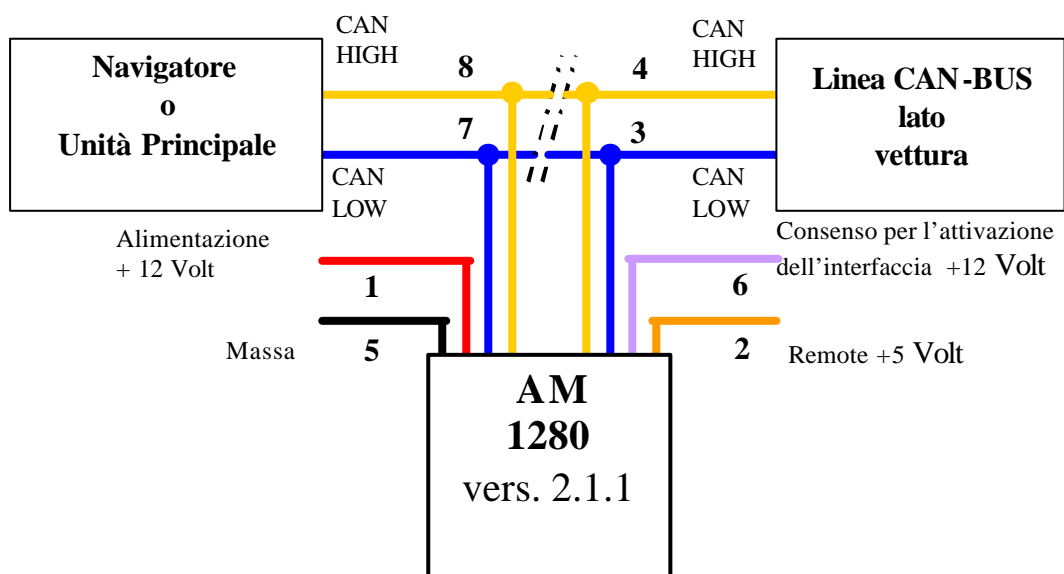 Navigatore
o
Unità Principale
CAN
HIGH
8
4
CAN
HIGH
Linea CAN-BUS
lato
vettura
7
3
CAN
LOW
CAN
LOW
Alimentazione
+ 12 Volt
1
Consenso per l'attivazione
dell'interfaccia +12 Volt
6
Massa
5
2
Remote +5 Volt
AM
1280
vers. 2.1.1